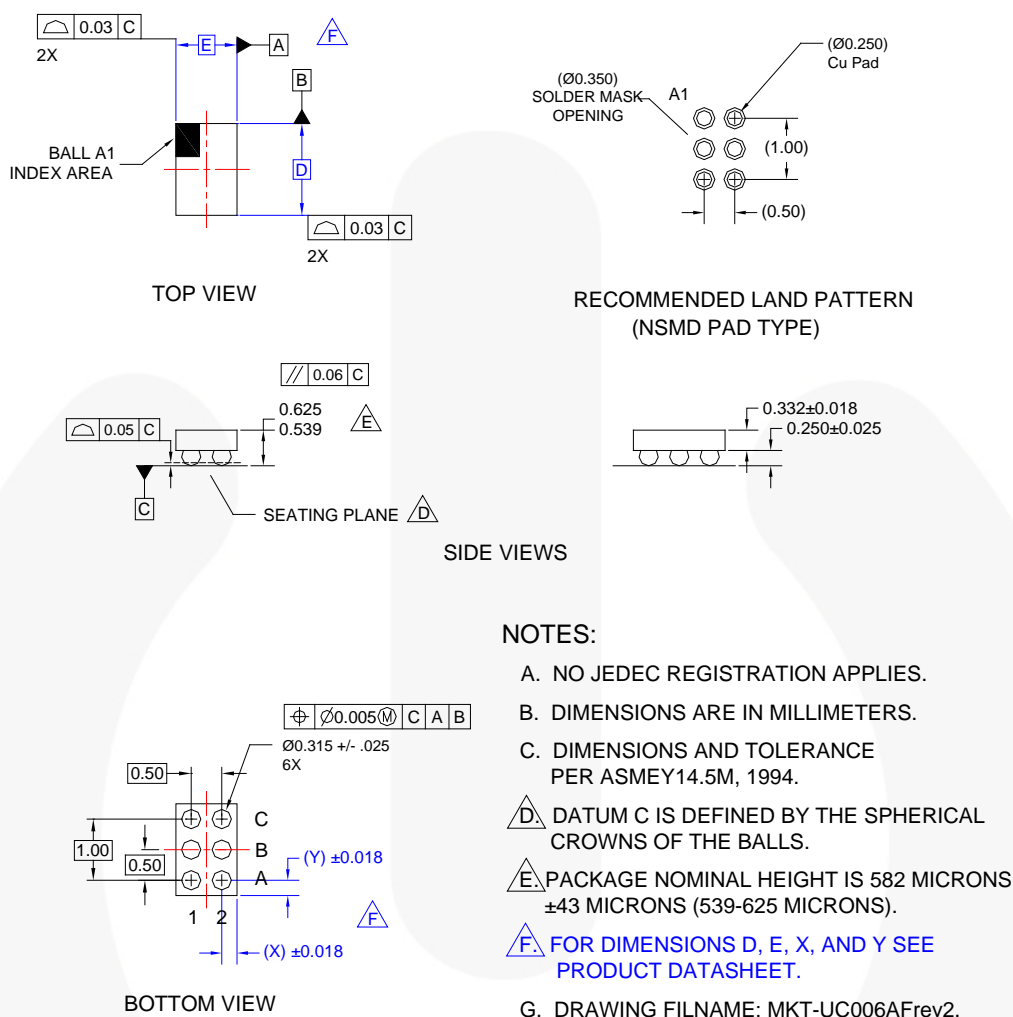 0.03 C
2X
E
A
F
B
BALL A1
INDEX AREA
D
0.03 C
2X
TOP VIEW
(Ø0.250)
Cu Pad
(Ø0.350)
SOLDER MASK
OPENING
A1
(1.00)
(0.50)
RECOMMENDED LAND PATTERN
(NSMD PAD TYPE)
// 0.06 C
0.625
0.539
E
0.05 C
C
SEATING PLANE D
0.332±0.018
0.250±0.025
SIDE VIEWS
Ø0.005Ⓜ C A B
Ø0.315 +/- .025
6X
0.50
1.00
0.50
C
B
A
1 2
(Y) ±0.018
F
(X) ±0.018
BOTTOM VIEW
NOTES:
A. NO JEDEC REGISTRATION APPLIES.
B. DIMENSIONS ARE IN MILLIMETERS.
C. DIMENSIONS AND TOLERANCE
PER ASMEY14.5M, 1994.
D. DATUM C IS DEFINED BY THE SPHERICAL
CROWNS OF THE BALLS.
E. PACKAGE NOMINAL HEIGHT IS 582 MICRONS
±43 MICRONS (539-625 MICRONS).
F. FOR DIMENSIONS D, E, X, AND Y SEE
PRODUCT DATASHEET.
G. DRAWING FILNAME: MKT-UC006AFrev2.